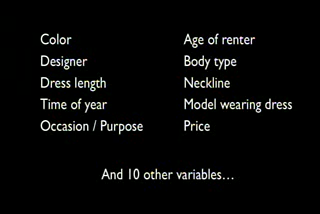 Color
Designer
Dress length
Time of year
Occasion / Purpose
Age of renter
Body type
Neckline
Model wearing dress
Price
And 10 other variables…